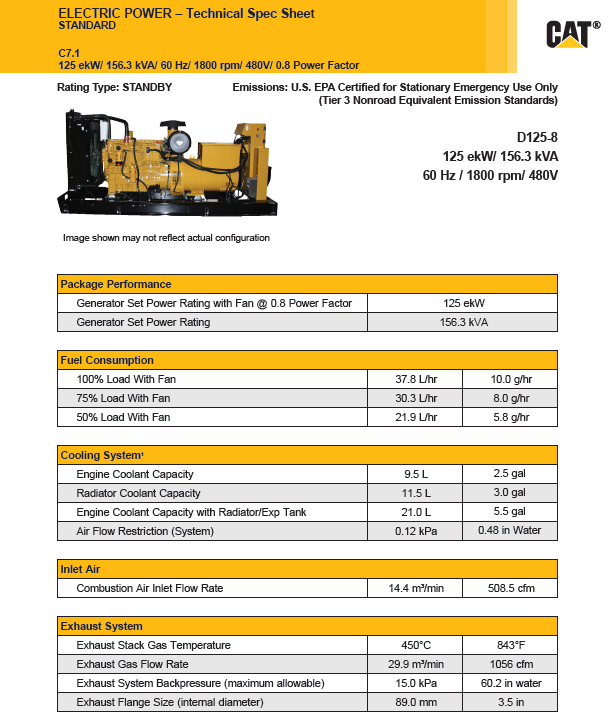 ELECTRIC POWER – Technical Spec Sheet
STANDARD
CAT®
C7.1
125 ekW/ 156.3 kVA/ 60 Hz/ 1800 rpm/ 480V/ 0.8 Power Factor
Rating Type: STANDBY
Emissions: U.S. EPA Certified for Stationary Emergency Use Only
(Tier 3 Nonroad Equivalent Emission Standards)
D125-8
125 ekW/ 156.3 kVA
60 Hz / 1800 rpm/ 480V
Image shown may not reflect actual configuration
Package Performance
Generator Set Power Rating with Fan @ 0.8 Power Factor 125 ekW
Generator Set Power Rating 156.3 kVA
Fuel Consumption
100% Load With Fan 37.8 L/hr 10.0 g/hr
75% Load With Fan 30.3 L/hr 8.0 g/hr
50% Load With Fan 21.9 L/hr 5.8 g/hr
Cooling System¹
Engine Coolant Capacity 9.5 L 2.5 gal
Radiator Coolant Capacity 11.5 L 3.0 gal
Engine Coolant Capacity with Radiator/Exp Tank 21.0 L 5.5 gal
Air Flow Restriction (System) 0.12 kPa 0.48 in Water
Inlet Air
Combustion Air Inlet Flow Rate 14.4 m³/min 508.5 cfm
Exhaust System
Exhaust Stack Gas Temperature 450°C 843°F
Exhaust Gas Flow Rate 29.9 m³/min 1056 cfm
Exhaust System Backpressure (maximum allowable) 15.0 kPa 60.2 in water
Exhaust Flange Size (internal diameter) 89.0 mm 3.5 in